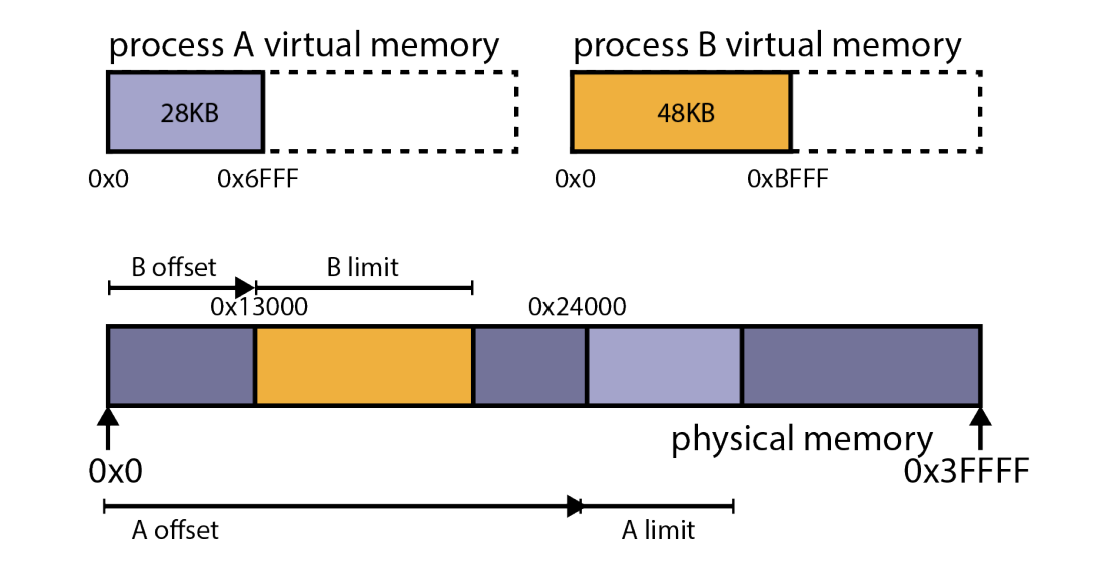 process A virtual memory
process B virtual memory
28KB
48KB
0x0
0x6FFF
0x0
0xBFFF
B offset
B limit
0x13000
0x24000
physical memory
0x0
0x3FFFF
A offset
A limit